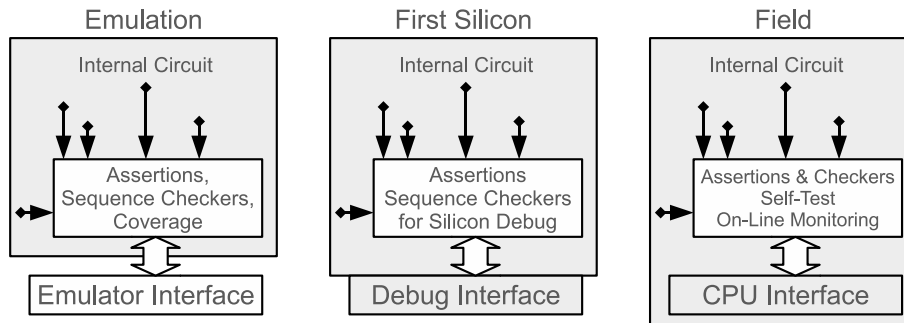 Emulation
Internal Circuit
Assertions,
Sequence Checkers,
Coverage
Emulator Interface
First Silicon
Internal Circuit
Assertions
Sequence Checkers
for Silicon Debug
Debug Interface
Field
Internal Circuit
Assertions & Checkers
Self-Test
On-Line Monitoring
CPU Interface